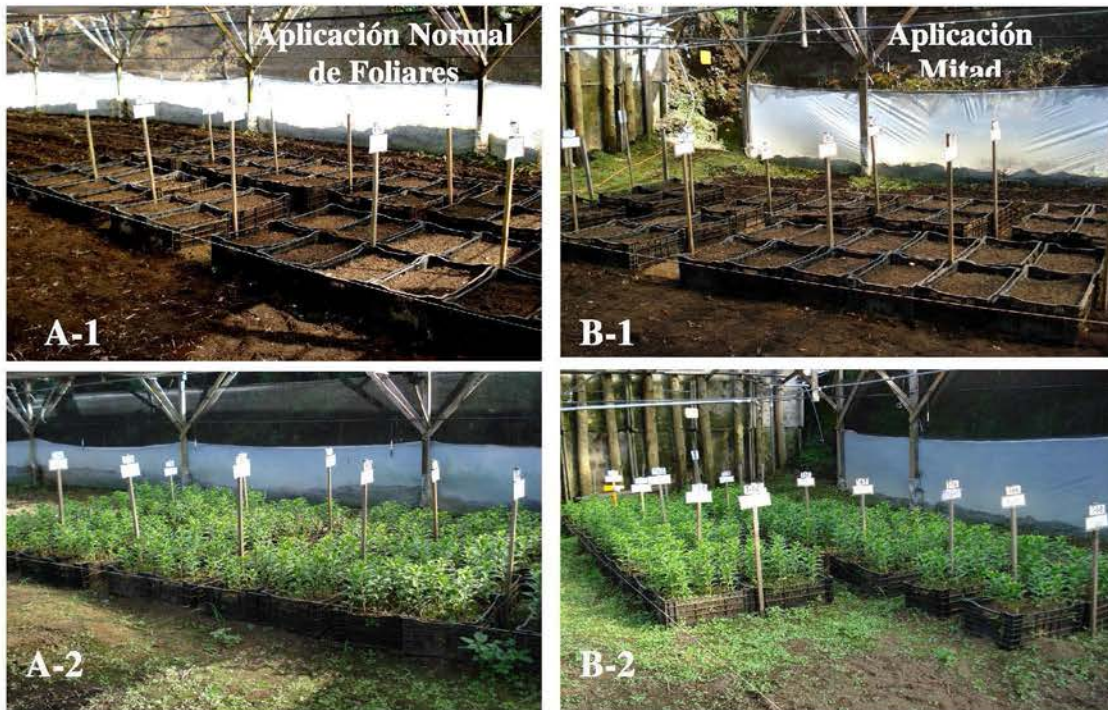 Aplicación Normal
de Foliares
Aplicación
Mitad
A-1
B-1
A-2
B-2